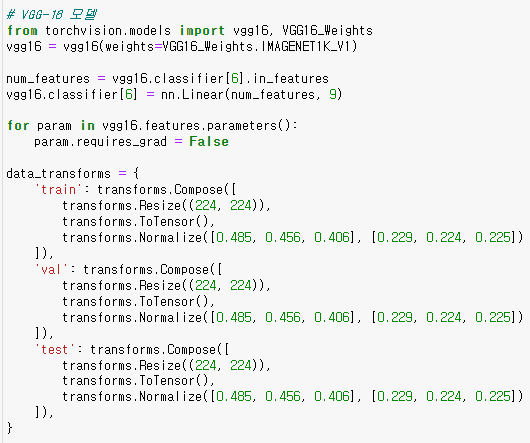 # VGG-16 모델
from torchvision.models import vgg16, VGG16_Weights
vgg16 = vgg16(weights=VGG16_Weights.IMAGENET1K_V1)
num_features = vgg16.classifier[6].in_features
vgg16.classifier[6] = nn.Linear(num_features, 9)
for param in vgg16.features.parameters():
    param.requires_grad = False
data_transforms = {
    'train': transforms.Compose([
        transforms.Resize((224, 224)),
        transforms.ToTensor(),
        transforms.Normalize([0.485, 0.456, 0.406], [0.229, 0.224, 0.225])
    ]),
    'val': transforms.Compose([
        transforms.Resize((224, 224)),
        transforms.ToTensor(),
        transforms.Normalize([0.485, 0.456, 0.406], [0.229, 0.224, 0.225])
    ]),
    'test': transforms.Compose([
        transforms.Resize((224, 224)),
        transforms.ToTensor(),
        transforms.Normalize([0.485, 0.456, 0.406], [0.229, 0.224, 0.225])
    ]),
}